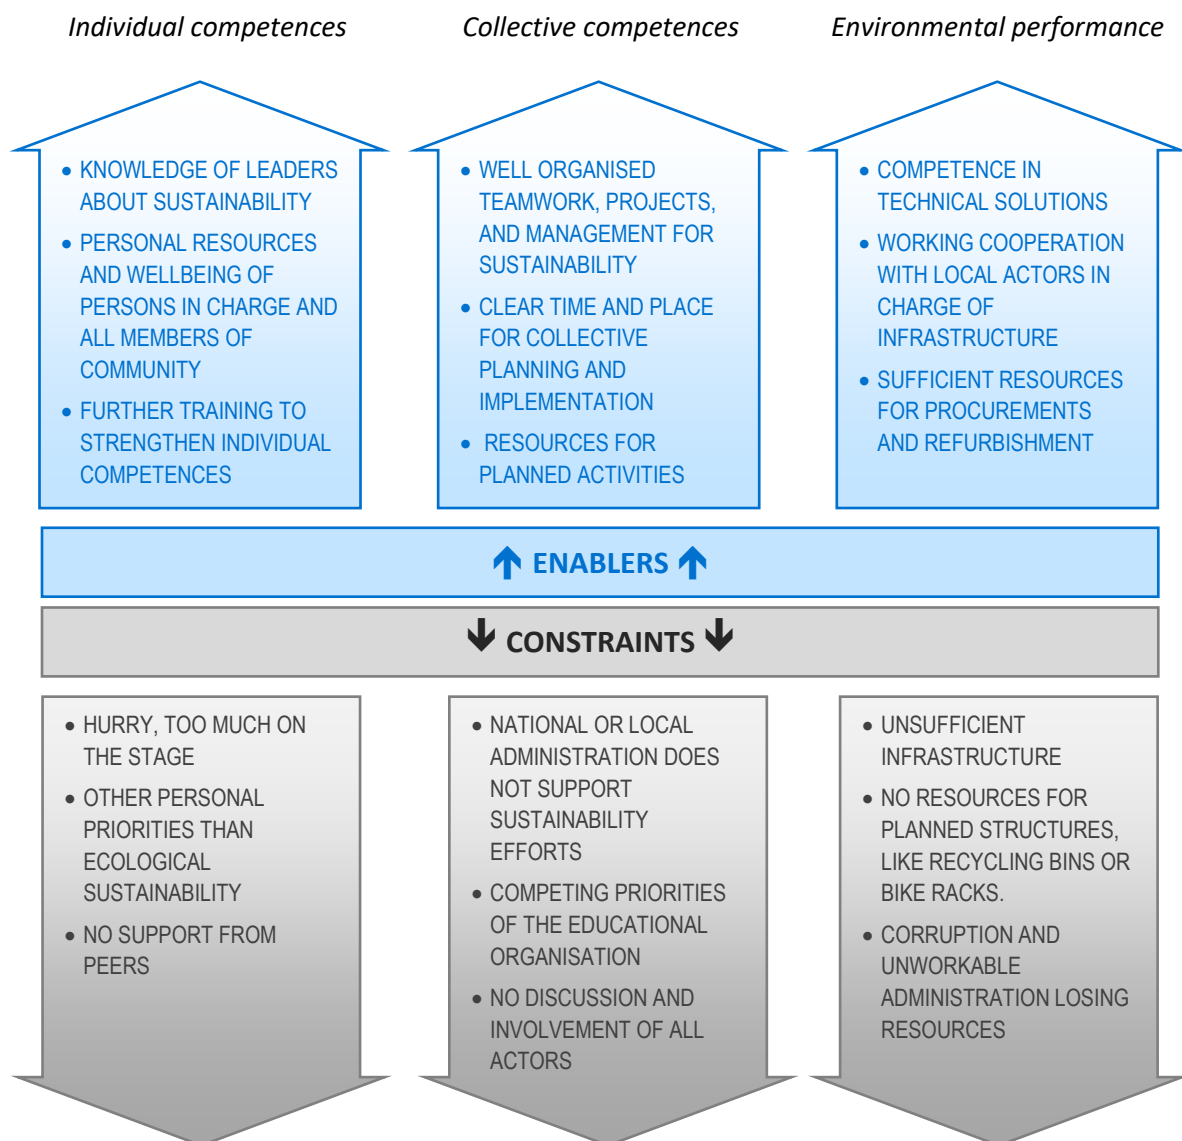 Individual competences
Collective competences
Environmental performance
• KNOWLEDGE OF LEADERS
ABOUT SUSTAINABILITY
• PERSONAL RESOURCES
AND WELLBEING OF
PERSONS IN CHARGE AND
ALL MEMBERS OF
COMMUNITY
• FURTHER TRAINING TO
STRENGTHEN INDIVIDUAL
COMPETENCES
• WELL ORGANISED
TEAMWORK, PROJECTS,
AND MANAGEMENT FOR
SUSTAINABILITY
• CLEAR TIME AND PLACE
FOR COLLECTIVE
PLANNING AND
IMPLEMENTATION
• RESOURCES FOR
PLANNED ACTIVITIES
• COMPETENCE IN
TECHNICAL SOLUTIONS
• WORKING COOPERATION
WITH LOCAL ACTORS IN
CHARGE OF
INFRASTRUCTURE
• SUFFICIENT RESOURCES
FOR PROCUREMENTS
AND REFURBISHMENT
ENABLERS
CONSTRAINTS
• HURRY, TOO MUCH ON
THE STAGE
• OTHER PERSONAL
PRIORITIES THAN
ECOLOGICAL
SUSTAINABILITY
• NO SUPPORT FROM
PEERS
• NATIONAL OR LOCAL
ADMINISTRATION DOES
NOT SUPPORT
SUSTAINABILITY
EFFORTS
• COMPETING PRIORITIES
OF THE EDUCATIONAL
ORGANISATION
• NO DISCUSSION AND
INVOLVEMENT OF ALL
ACTORS
• UNSUFFICIENT
INFRASTRUCTURE
• NO RESOURCES FOR
PLANNED STRUCTURES,
LIKE RECYCLING BINS OR
BIKE RACKS.
• CORRUPTION AND
UNWORKABLE
ADMINISTRATION LOSING
RESOURCES